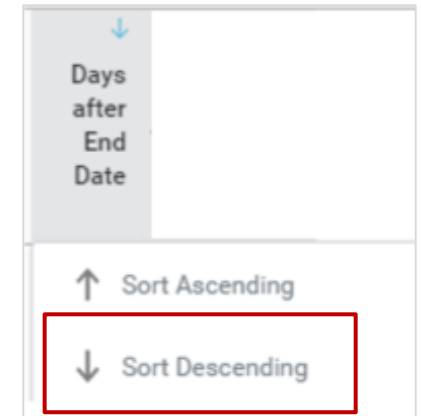 Days
after
End
Date
Sort Ascending
Sort Descending